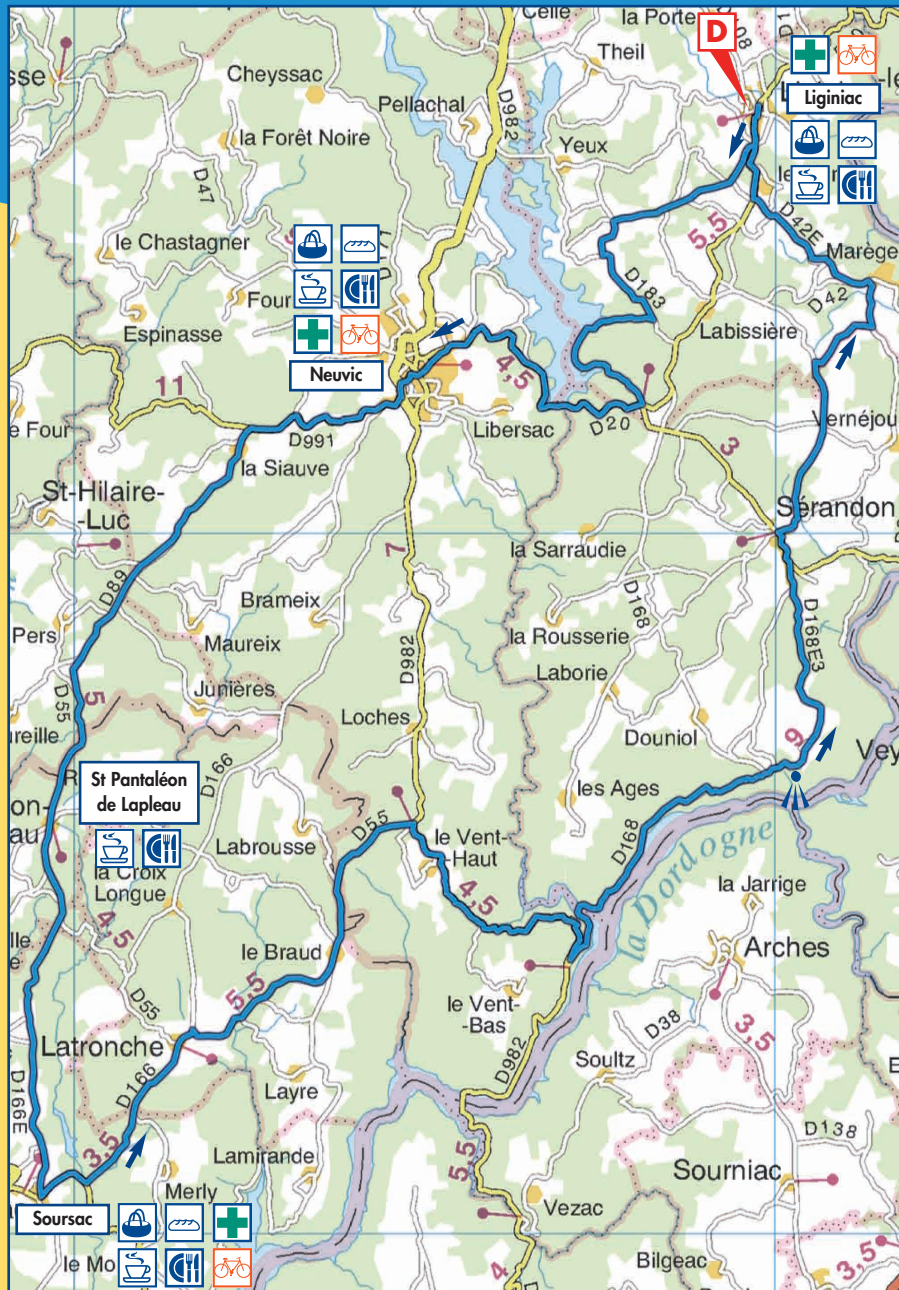 Celle
la Porte
D
Theil
sse
Cheyssac
Pellachal
D982
Liginiac
la Forêt Noire
Yeux
D47
D171
le Chastagner
Four
5,5
D42E
Marège
D183
D42
Espinasse
Labissière
Neuvic
4,5
11
D991
Libersac
D20
3
Vernéjou
e Four
la Siauve
St-Hilaire-
-Luc
Sérandon
7
la Sarraudie
D89
Brameix
D168
D168E3
Pers
Maureix
la Rousserie
D982
Laborie
5
D55
Junières
Loches
Douniol
9
Vey
D166
St Pantaléon
de Lapleau
on-
au
les Ages
D55
le Vent-
-Haut
D168
Labrousse
la Dordogne
la Croix
Longue
4,5
4,5
la Jarrige
Arches
le Braud
5,5
D55
le Vent-
-Bas
D38
3,5
Latronche
D982
Soultz
D166E
D166
Layre
D138
3,5
5,5
Lamirande
Sourniac
Merly
Soursac
Vezac
le Mo
4
Bilgeac
3,5